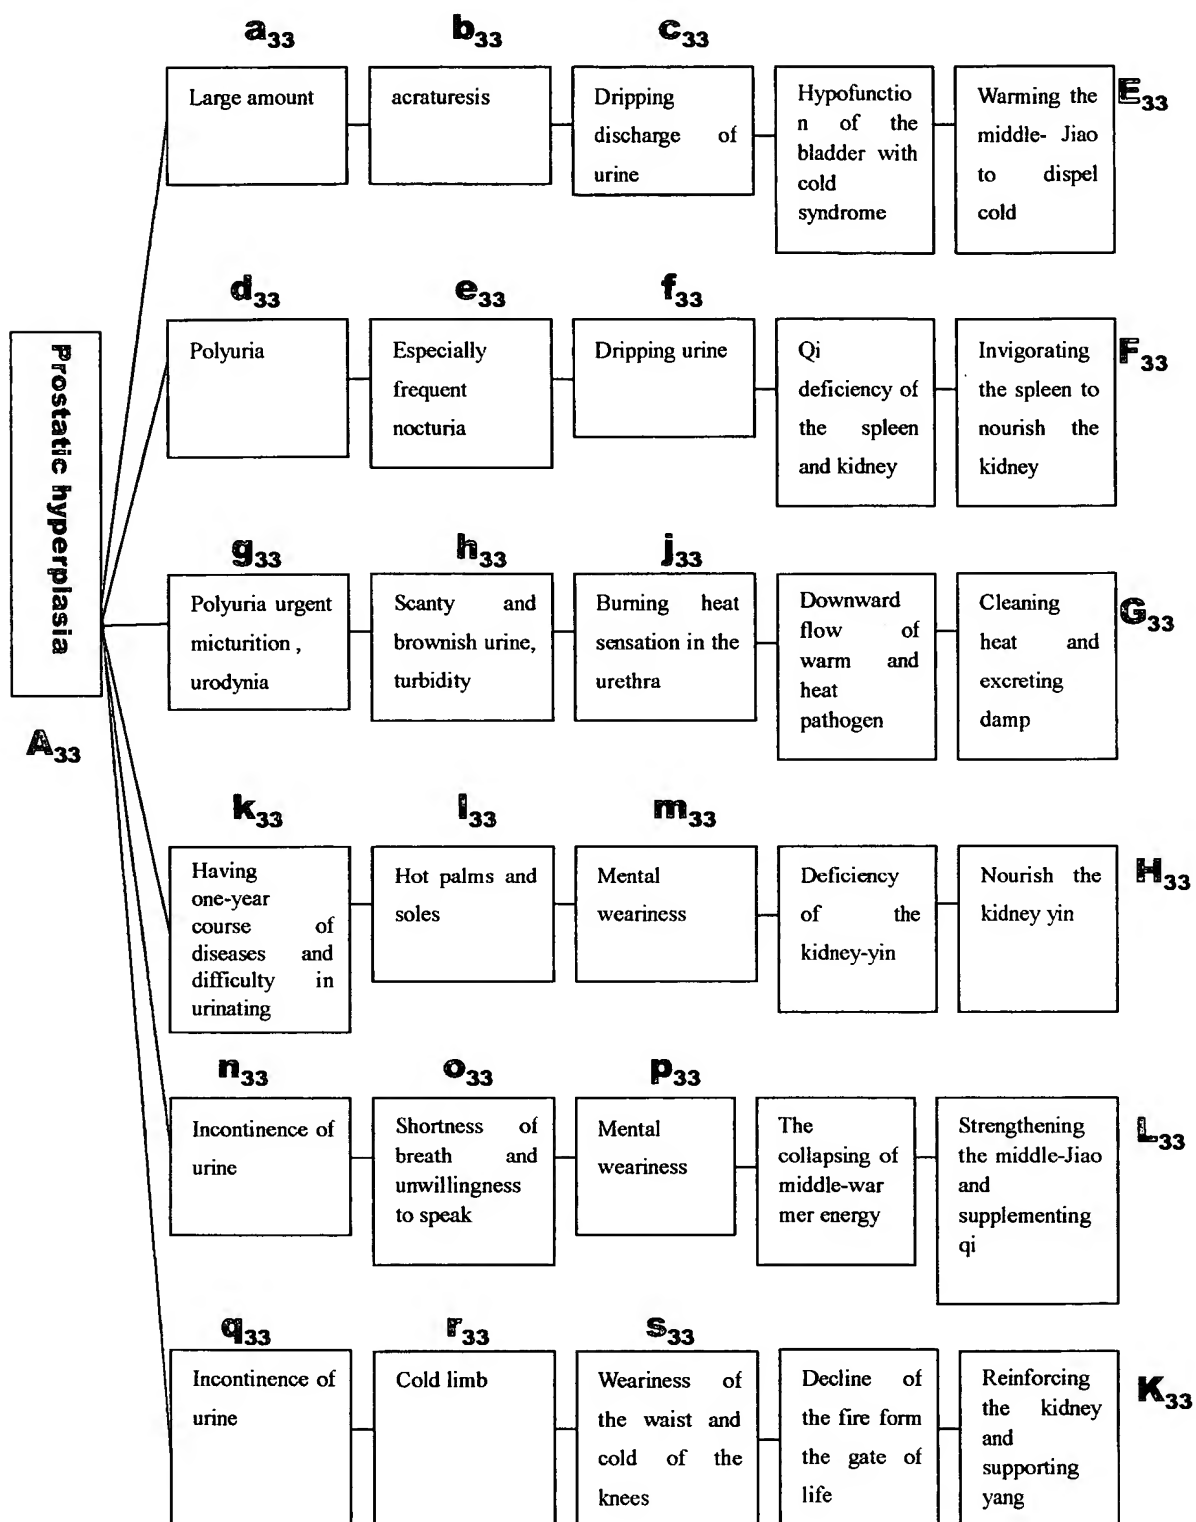 a33 b33 c33
Large amount
acraturesis
Dripping
discharge of
urine
Hypofunctio
n of the
bladder with
cold
syndrome
Warming the
middle- Jiao
to dispel
cold
E33
d33 e33 f33
Polyuria
Especially
frequent
nocturia
Dripping urine
Qi
deficiency of
the spleen
and kidney
Invigorating
the spleen to
nourish the
kidney
F33
Prostatic hyperplasia
A33
g33 h33 j33
Polyuria urgent
micturition ,
urodynia
Scanty and
brownish urine,
turbidity
Burning heat
sensation in the
urethra
Downward
flow of
warm and
heat
pathogen
Cleaning
heat and
excreting
damp
G33
k33 l33 m33
Having
one-year
course of
diseases and
difficulty in
urinating
Hot palms and
soles
Mental
weariness
Deficiency
of the
kidney-yin
Nourish the
kidney yin
H33
n33 o33 p33
Incontinence of
urine
Shortness of
breath and
unwillingness
to speak
Mental
weariness
The
collapsing of
middle-war
mer energy
Strengthening
the middle-Jiao
and
supplementing
qi
L33
q33 r33 s33
Incontinence of
urine
Cold limb
Weariness of
the waist and
cold of the
knees
Decline of
the fire form
the gate of
life
Reinforcing
the kidney
and
supporting
yang
K33